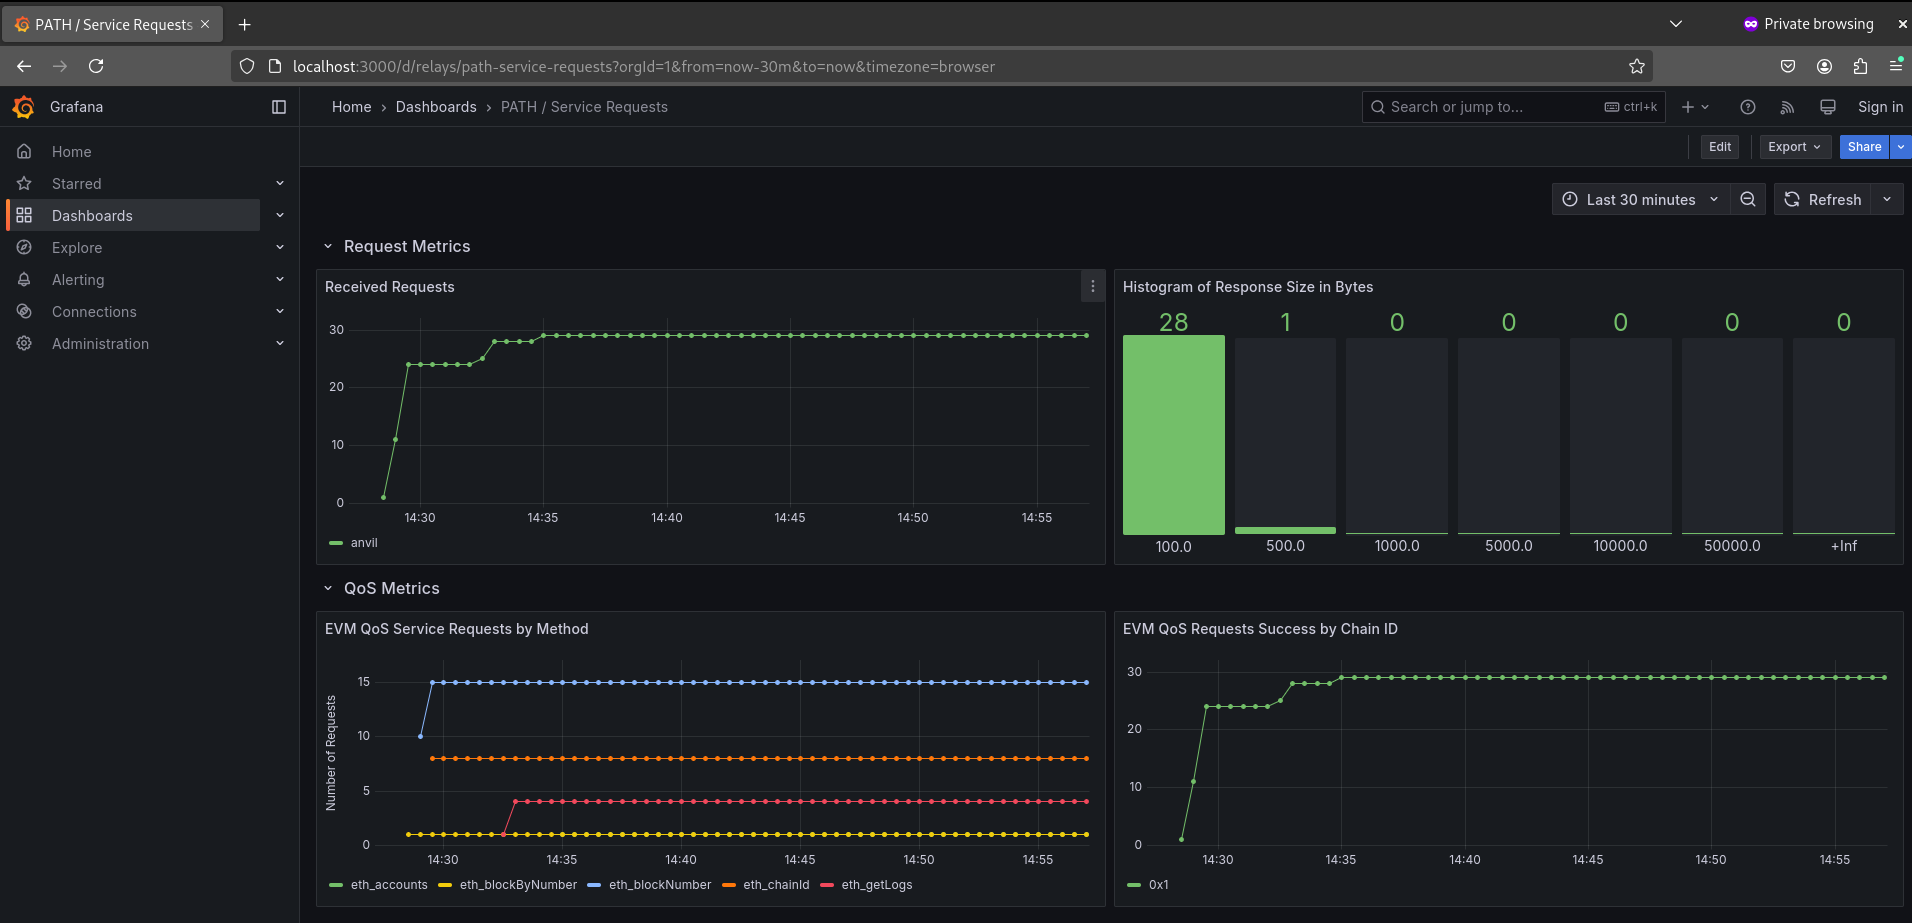 PATH / Service Requests
Private browsing
localhost:3000/d/relays/path-service-requests?orgId=1&from=now-30m&to=now&timezone=browser
Grafana
Home › Dashboards › PATH / Service Requests
Search or jump to...
ctrl+k
Sign in
Edit
Export
Share
Home
Starred
Dashboards
Explore
Alerting
Connections
Administration
Last 30 minutes
Refresh
Request Metrics
Received Requests
30
20
10
0
14:30 14:35 14:40 14:45 14:50 14:55
anvil
Histogram of Response Size in Bytes
28 1 0 0 0 0 0
100.0 500.0 1000.0 5000.0 10000.0 50000.0 +Inf
QoS Metrics
EVM QoS Service Requests by Method
Number of Requests
15
10
5
0
14:30 14:35 14:40 14:45 14:50 14:55
eth_accounts eth_blockByNumber eth_blockNumber eth_chainId eth_getLogs
EVM QoS Requests Success by Chain ID
30
20
10
0
14:30 14:35 14:40 14:45 14:50 14:55
0x1